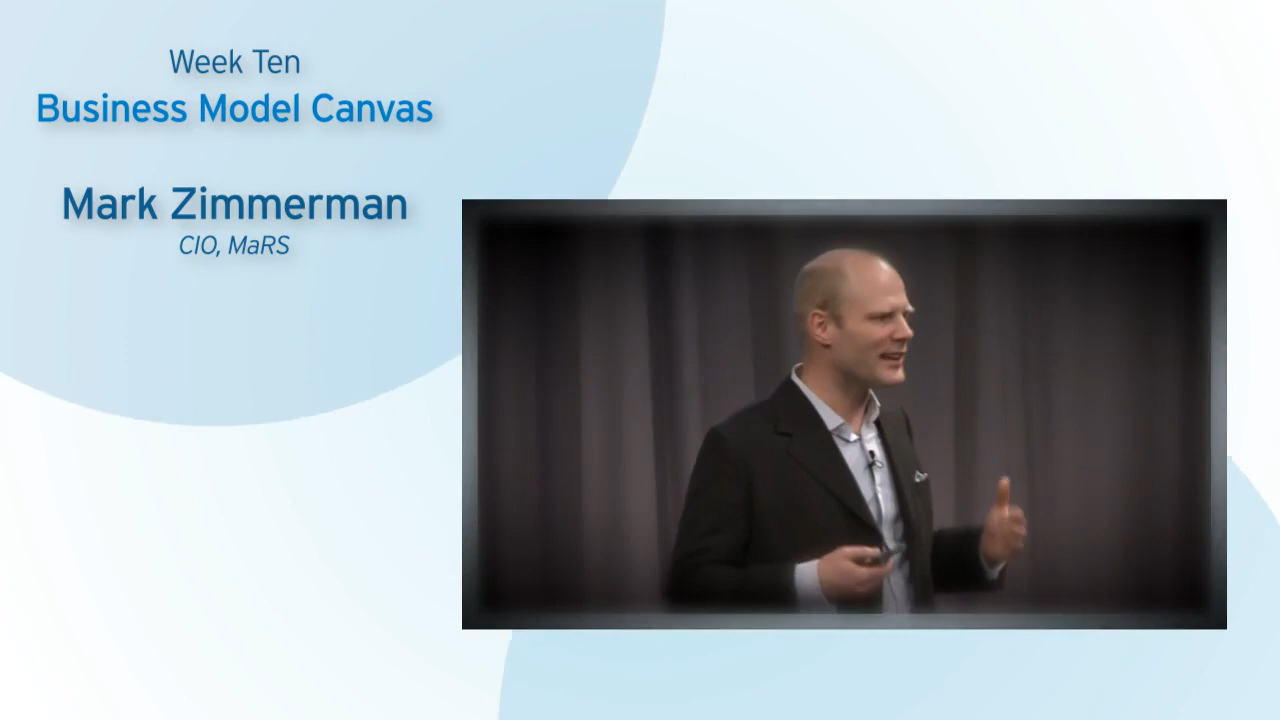 Week Ten
Business Model Canvas
Mark Zimmerman
CIO, MaRS